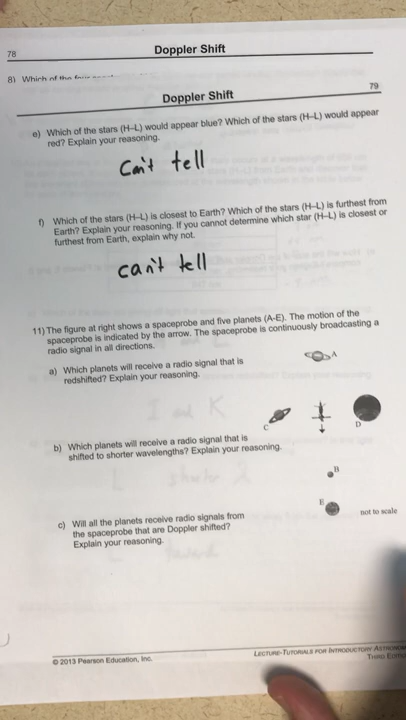 78
Doppler Shift
8) Which of the
79
Doppler Shift
e) Which of the stars (H–L) would appear blue? Which of the stars (H–L) would appear
red? Explain your reasoning.
Can't tell
f) Which of the stars (H–L) is closest to Earth? Which of the stars (H–L) is furthest from
Earth? Explain your reasoning. If you cannot determine which star (H–L) is closest or
furthest from Earth, explain why not.
can't tell
11) The figure at right shows a spaceprobe and five planets (A-E). The motion of the
spaceprobe is indicated by the arrow. The spaceprobe is continuously broadcasting a
radio signal in all directions.
A
a) Which planets will receive a radio signal that is
redshifted? Explain your reasoning.
I and K
C
D
b) Which planets will receive a radio signal that is
shifted to shorter wavelengths? Explain your reasoning.
B
E
not to scale
c) Will all the planets receive radio signals from
the spaceprobe that are Doppler shifted?
Explain your reasoning.
© 2013 Pearson Education, Inc.
LECTURE-TUTORIALS FOR INTRODUCTORY
THIRD